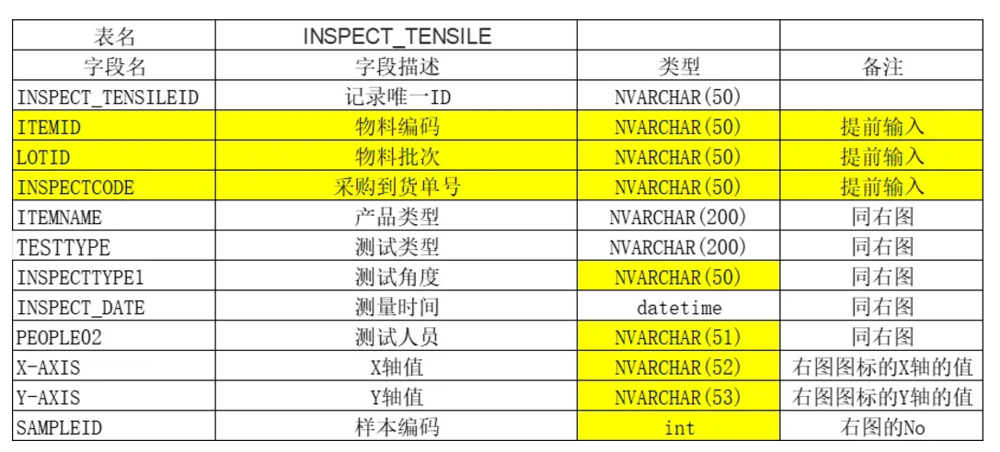 表名 INSPECT_TENSILE
字段名 字段描述 类型 备注
INSPECT_TENSILEID 记录唯一ID NVARCHAR(50)
ITEMID 物料编码 NVARCHAR(50) 提前输入
LOTID 物料批次 NVARCHAR(50) 提前输入
INSPECTCODE 采购到货单号 NVARCHAR(50) 提前输入
ITEMNAME 产品类型 NVARCHAR(200) 同右图
TESTTYPE 测试类型 NVARCHAR(200) 同右图
INSPECTTYPE1 测试角度 NVARCHAR(50) 同右图
INSPECT_DATE 测量时间 datetime 同右图
PEOPLE02 测试人员 NVARCHAR(51) 同右图
X-AXIS X轴值 NVARCHAR(52) 右图图标的X轴的值
Y-AXIS Y轴值 NVARCHAR(53) 右图图标的Y轴的值
SAMPLEID 样本编码 int 右图的No